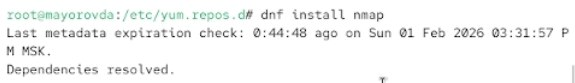 root@mayorovda:/etc/yum.repos.d# dnf install nmap
Last metadata expiration check: 0:44:48 ago on Sun 01 Feb 2026 03:31:57 P
M MSK.
Dependencies resolved.